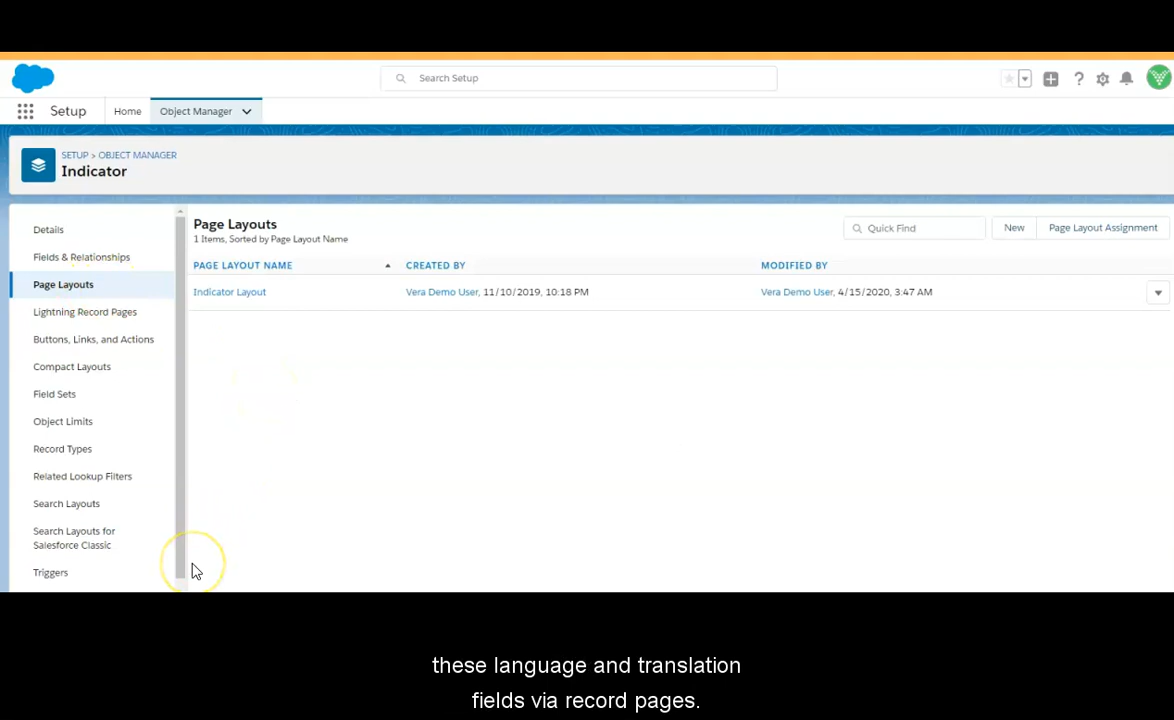 Search Setup
Setup
Home
Object Manager
SETUP > OBJECT MANAGER
Indicator
Details
Fields & Relationships
Page Layouts
Lightning Record Pages
Buttons, Links, and Actions
Compact Layouts
Field Sets
Object Limits
Record Types
Related Lookup Filters
Search Layouts
Search Layouts for
Salesforce Classic
Triggers
Page Layouts
1 Items, Sorted by Page Layout Name
Quick Find
New
Page Layout Assignment
PAGE LAYOUT NAME CREATED BY MODIFIED BY
Indicator Layout Vera Demo User, 11/10/2019, 10:18 PM Vera Demo User, 4/15/2020, 3:47 AM
these language and translation
fields via record pages.